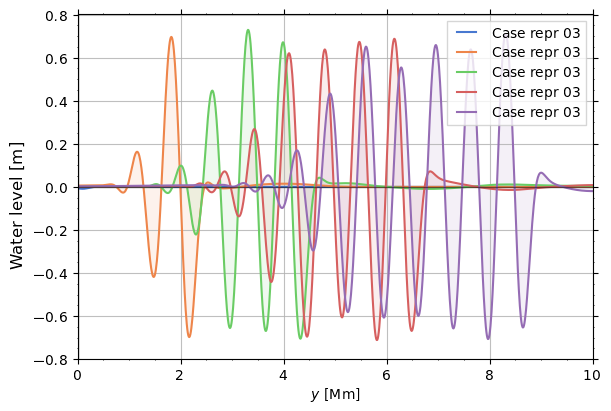 0.8
0.6
0.4
0.2
0.0
−0.2
−0.4
−0.6
−0.8
Water level [m]
Case repr 03
Case repr 03
Case repr 03
Case repr 03
Case repr 03
0 2 4 6 8 10
y [Mm]